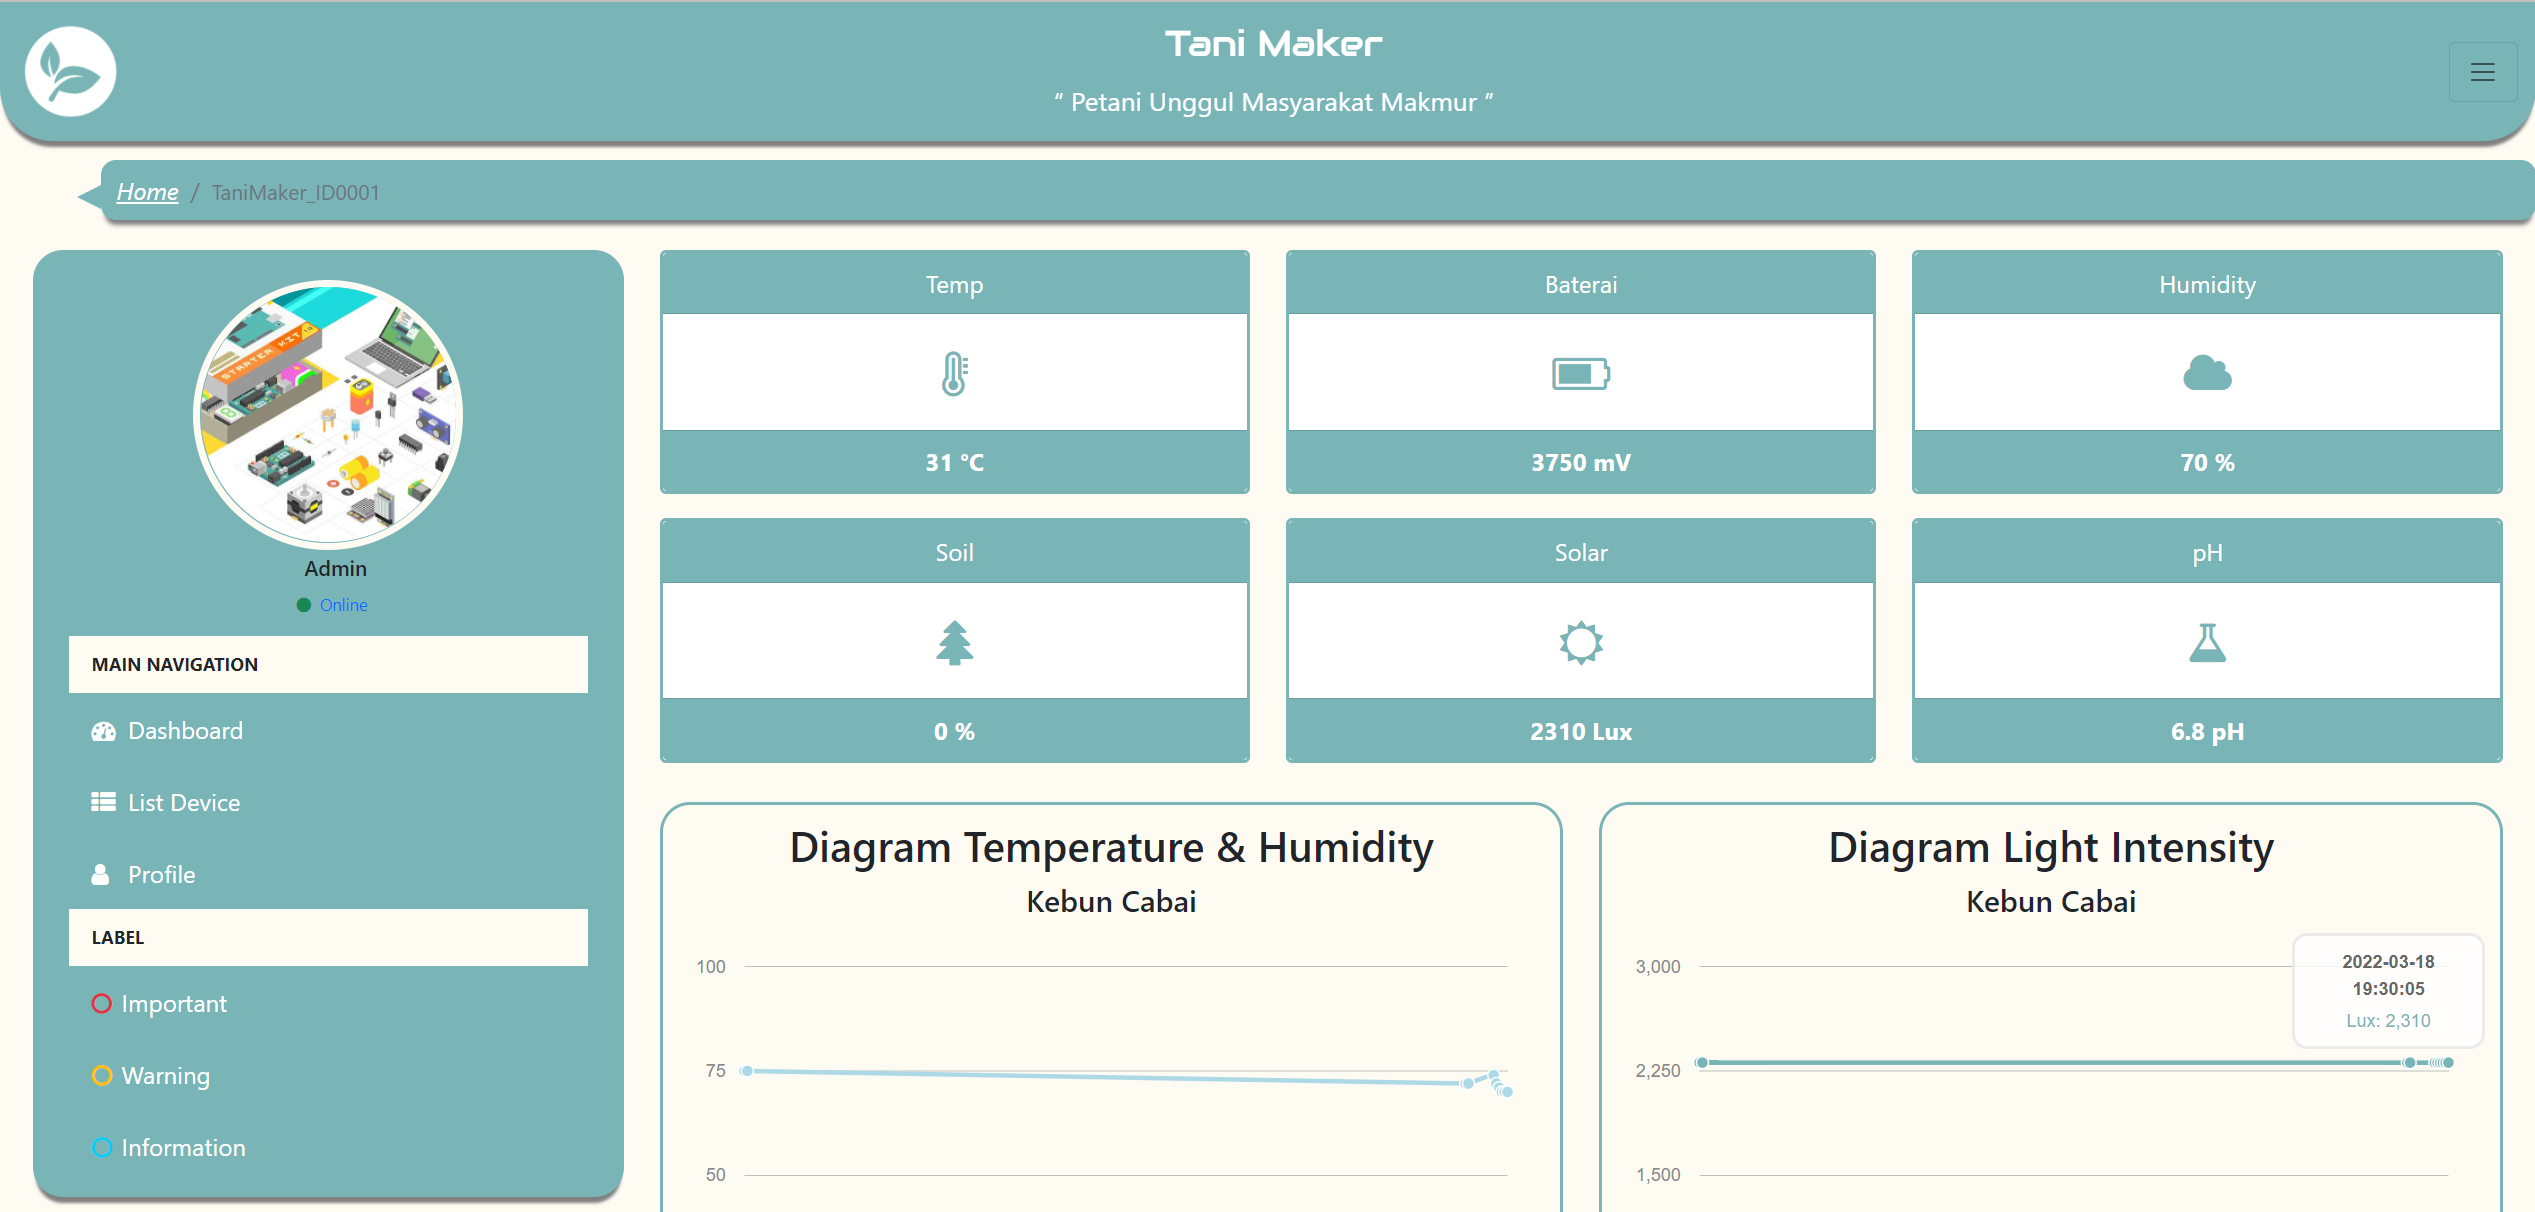 Tani Maker
“ Petani Unggul Masyarakat Makmur ”
Home / TaniMaker_ID0001
STARTER KIT
Admin
Online
MAIN NAVIGATION
Dashboard
List Device
Profile
LABEL
Important
Warning
Information
Temp
31 °C
Baterai
3750 mV
Humidity
70 %
Soil
0 %
Solar
2310 Lux
pH
6.8 pH
Diagram Temperature & Humidity
Kebun Cabai
100
75
50
Diagram Light Intensity
Kebun Cabai
3,000
2,250
1,500
2022-03-18
19:30:05
Lux: 2,310